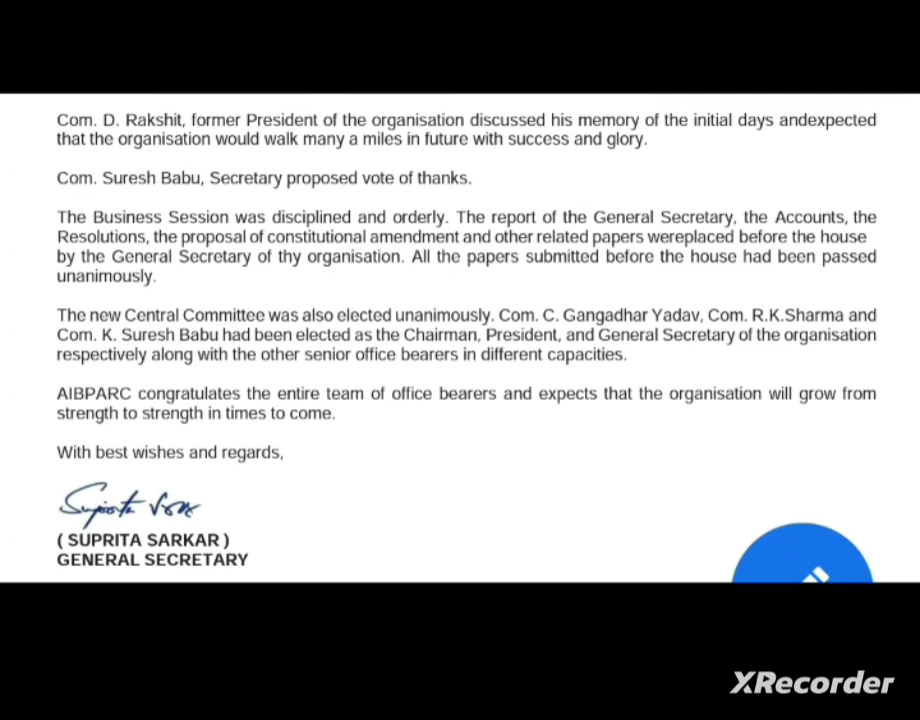 Com. D. Rakshit, former President of the organisation discussed his memory of the initial days andexpected
that the organisation would walk many a miles in future with success and glory.
Com. Suresh Babu, Secretary proposed vote of thanks.
The Business Session was disciplined and orderly. The report of the General Secretary, the Accounts, the
Resolutions, the proposal of constitutional amendment and other related papers wereplaced before the house
by the General Secretary of thy organisation. All the papers submitted before the house had been passed
unanimously.
The new Central Committee was also elected unanimously. Com. C. Gangadhar Yadav, Com. R.K.Sharma and
Com. K. Suresh Babu had been elected as the Chairman, President, and General Secretary of the organisation
respectively along with the other senior office bearers in different capacities.
AIBPARC congratulates the entire team of office bearers and expects that the organisation will grow from
strength to strength in times to come.
With best wishes and regards,
Suprita Sarkar
( SUPRITA SARKAR )
GENERAL SECRETARY
XRecorder